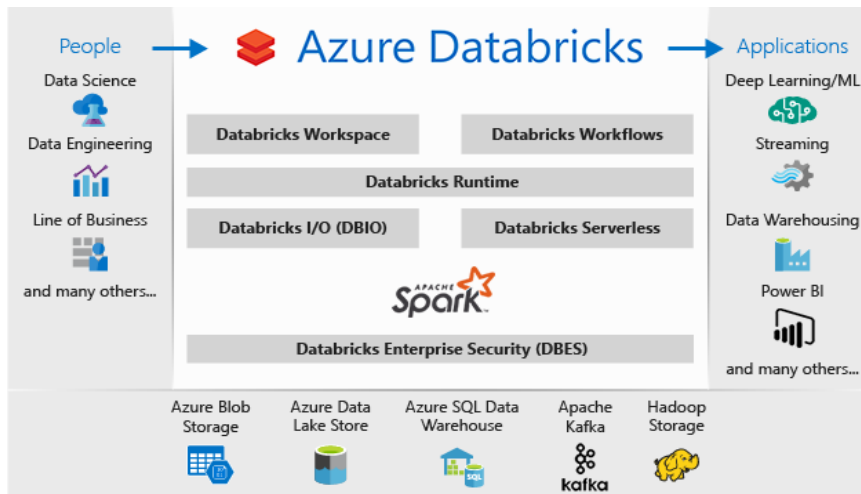 People
Azure Databricks
Applications
Data Science
Data Engineering
Line of Business
and many others...
Databricks Workspace
Databricks Workflows
Databricks Runtime
Databricks I/O (DBIO)
Databricks Serverless
APACHE
Spark
TM
Databricks Enterprise Security (DBES)
Deep Learning/ML
Streaming
Data Warehousing
Power BI
and many others...
Azure Blob
Storage
Azure Data
Lake Store
Azure SQL Data
Warehouse
SQL
Apache
Kafka
kafka
Hadoop
Storage